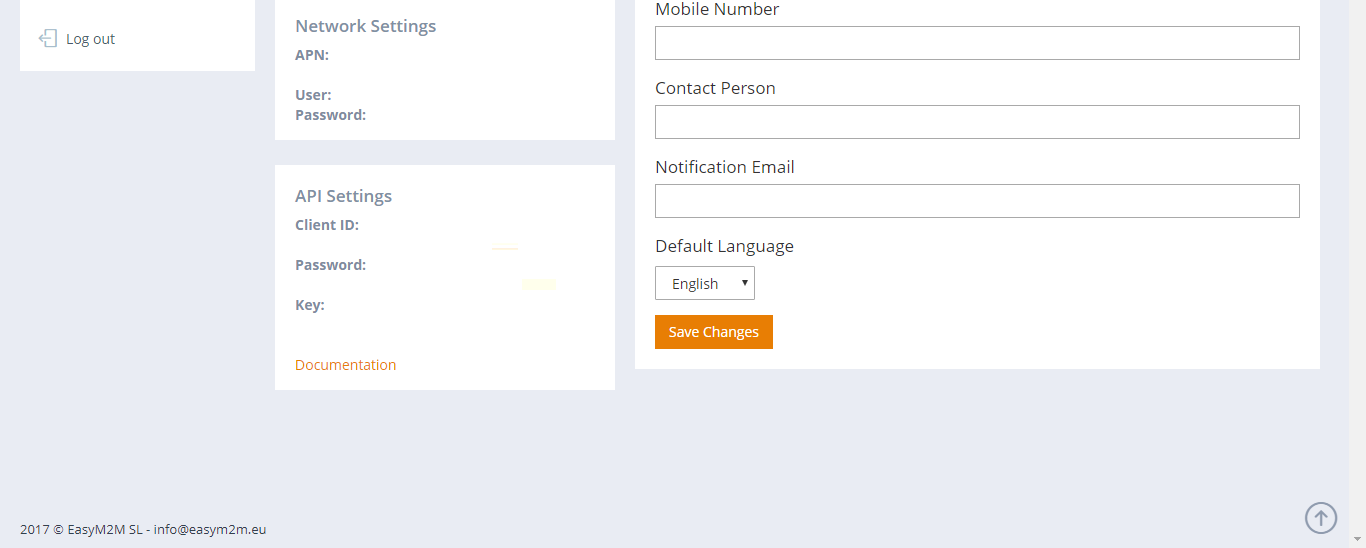 Log out
Network Settings
APN:
User:
Password:
API Settings
Client ID:
Password:
Key:
Documentation
Mobile Number
Contact Person
Notification Email
Default Language
English
Save Changes
2017 © EasyM2M SL - info@easym2m.eu